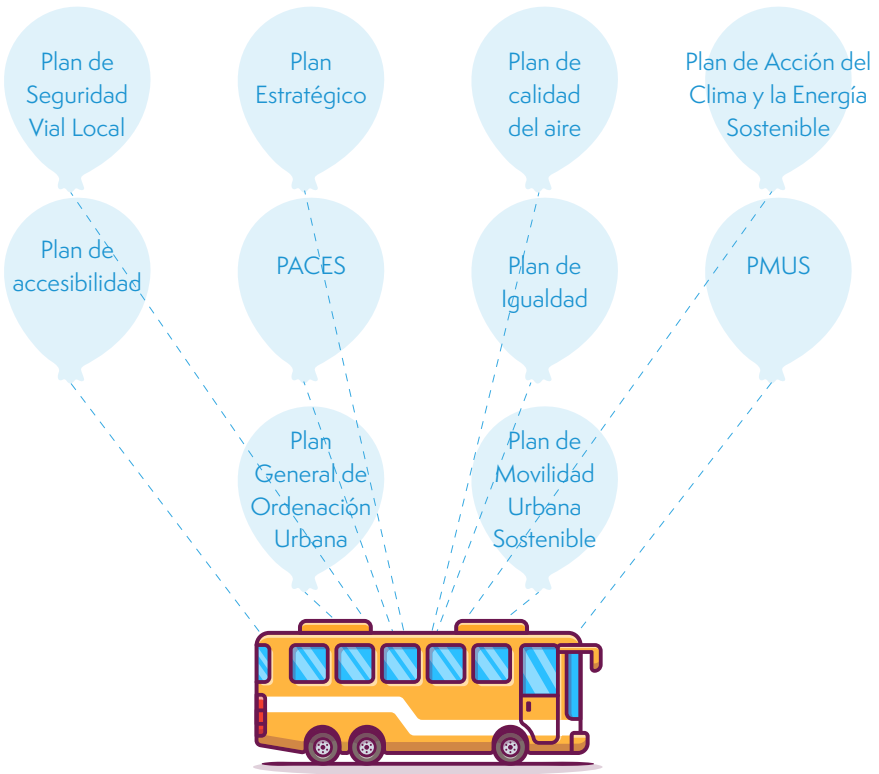 Plan de
Seguridad
Vial Local
Plan
Estratégico
Plan de
calidad
del aire
Plan de Acción del
Clima y la Energía
Sostenible
Plan de
accesibilidad
PACES
Plan de
Igualdad
PMUS
Plan
General de
Ordenación
Urbana
Plan de
Movilidad
Urbana
Sostenible